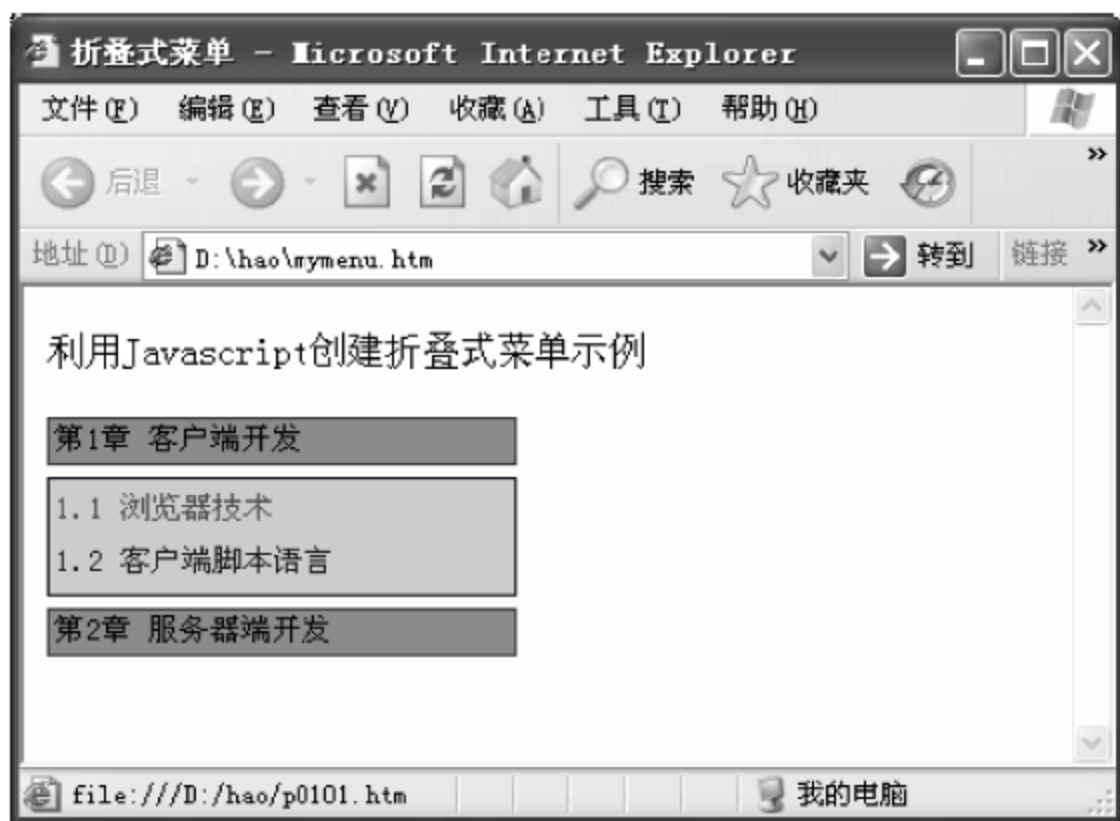 折叠式菜单 - Microsoft Internet Explorer
文件(F) 编辑(E) 查看(V) 收藏(A) 工具(T) 帮助(H)
后退 搜索 收藏夹 »
地址(D) D:\hao\mymenu.htm 转到 链接 »
利用Javascript创建折叠式菜单示例
第1章 客户端开发
1.1 浏览器技术
1.2 客户端脚本语言
第2章 服务器端开发
file:///D:/hao/p0101.htm 我的电脑